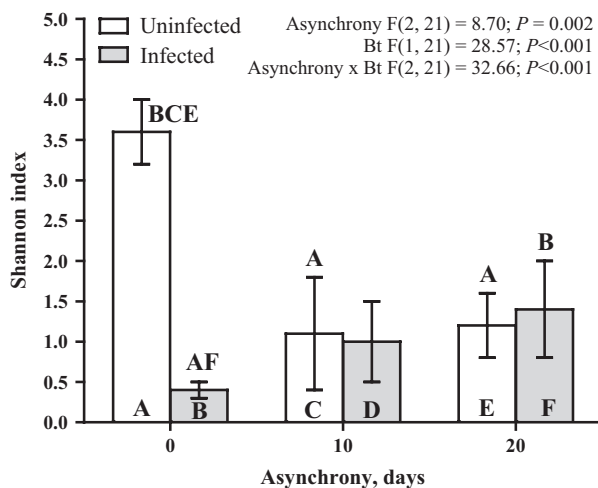 Uninfected
Infected
Asynchrony F(2, 21) = 8.70; P = 0.002
Bt F(1, 21) = 28.57; P<0.001
Asynchrony x Bt F(2, 21) = 32.66; P<0.001
5.0
4.5
4.0
3.5
3.0
2.5
2.0
1.5
1.0
0.5
0.0
Shannon index
BCE
AF
A
A
B
A
B
C
D
E
F
0
10
20
Asynchrony, days